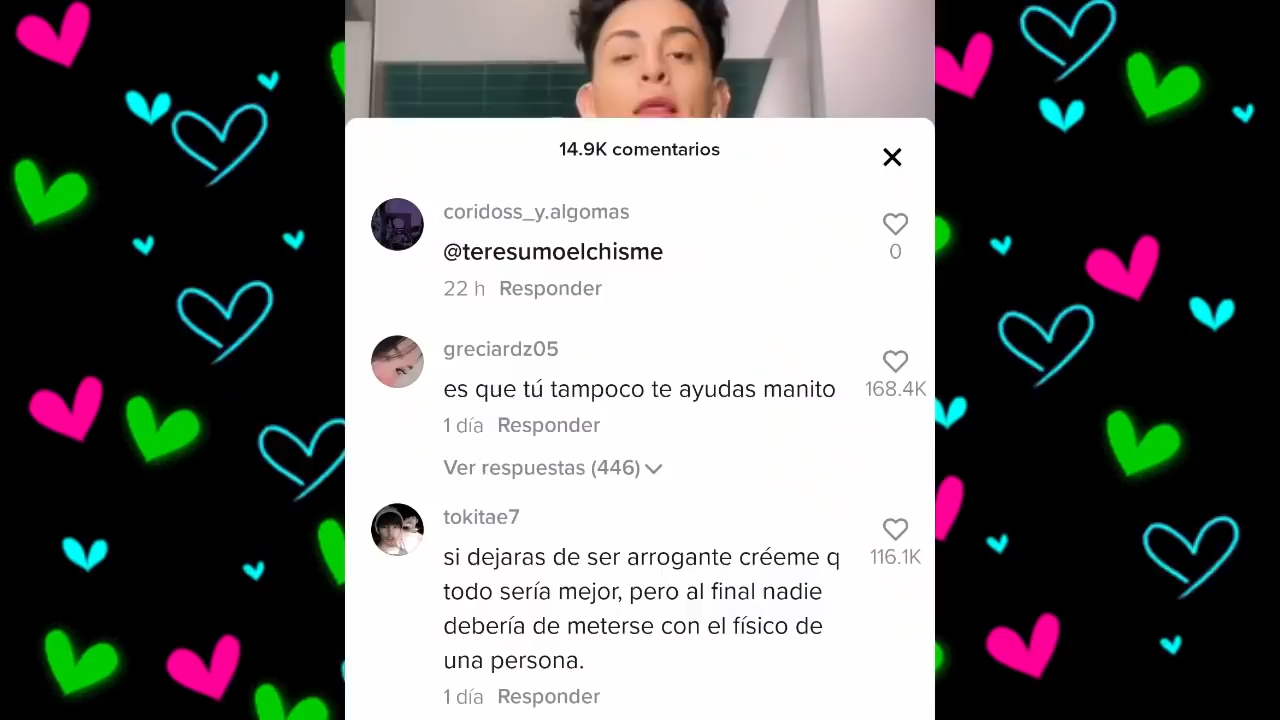 14.9K comentarios
coridoss_y.algomas
@teresumoelchisme
0
22 h Responder
greciardz05
es que tú tampoco te ayudas manito
168.4K
1 día Responder
Ver respuestas (446)
tokitae7
si dejaras de ser arrogante créeme q
116.1K
todo sería mejor, pero al final nadie
debería de meterse con el físico de
una persona.
1 día Responder